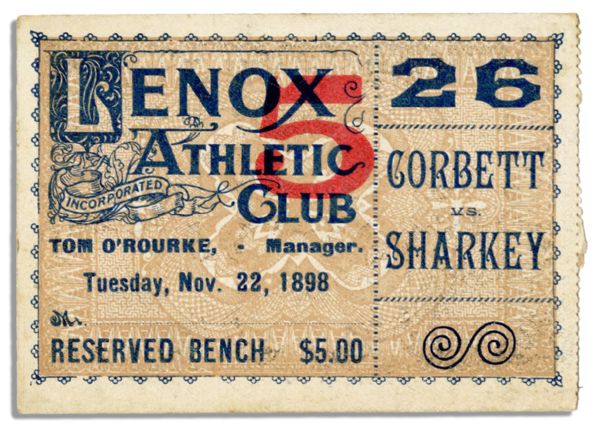 LENOX
ATHLETIC
CLUB
INCORPORATED
5
TOM O'ROURKE, - Manager.
Tuesday, Nov. 22, 1898
Mr.
RESERVED BENCH $5.00
26
CORBETT
VS.
SHARKEY